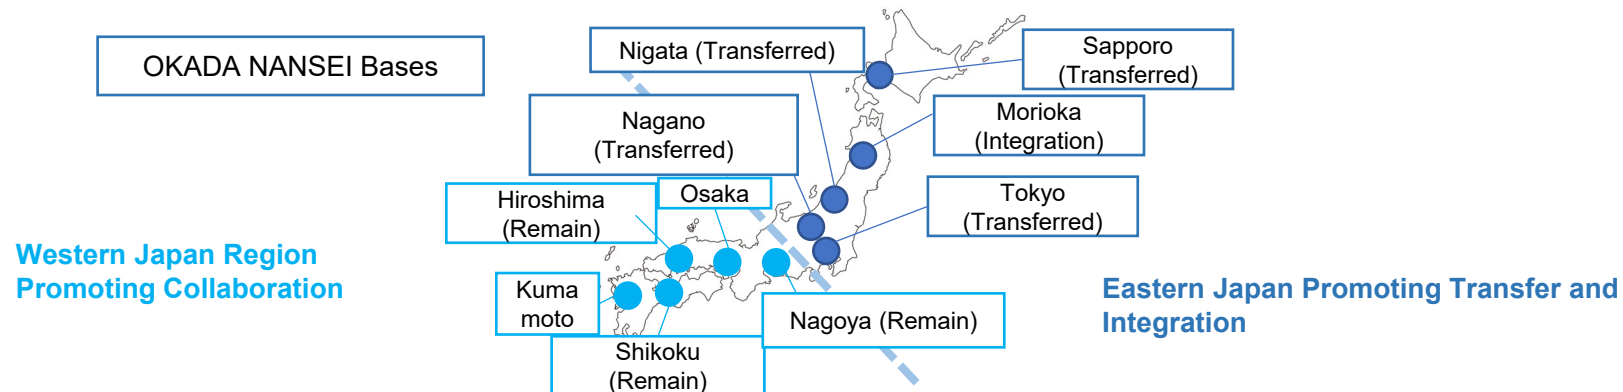 OKADA NANSEI Bases
Nigata (Transferred)
Sapporo
(Transferred)
Nagano
(Transferred)
Morioka
(Integration)
Hiroshima
(Remain)
Osaka
Tokyo
(Transferred)
Western Japan Region
Promoting Collaboration
Kuma
moto
Nagoya (Remain)
Eastern Japan Promoting Transfer and
Integration
Shikoku
(Remain)